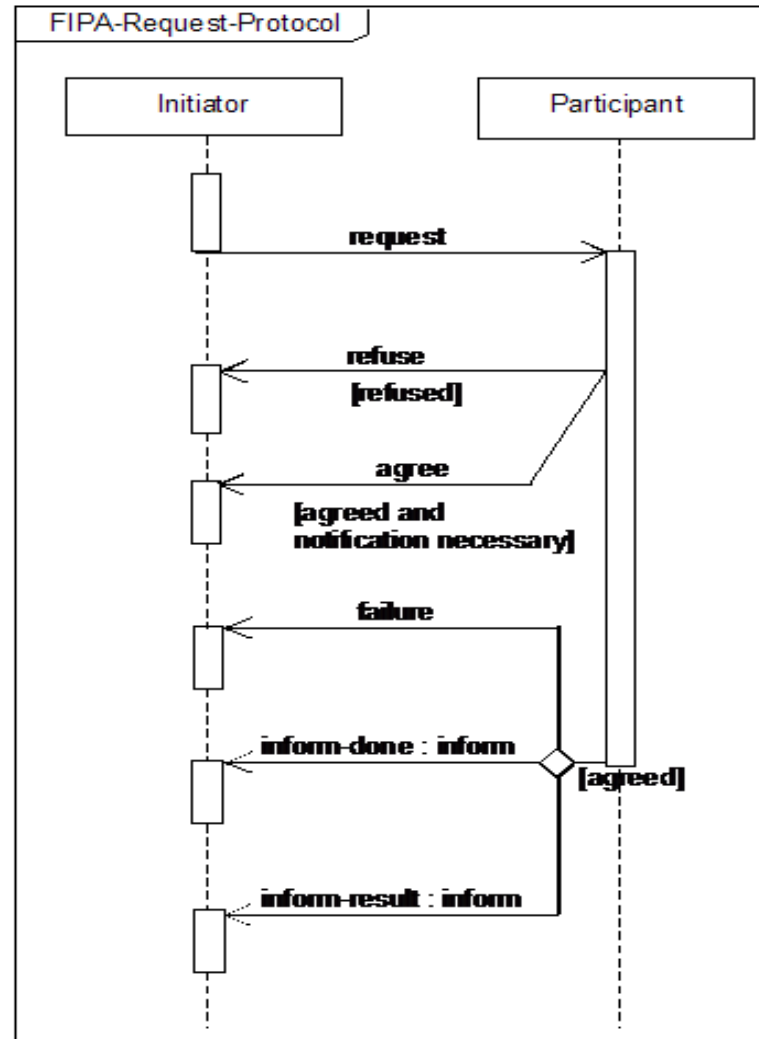 FIPA-Request-Protocol
Initiator
Participant
request
refuse
[refused]
agree
[agreed and
notification necessary]
failure
inform-done : inform
[agreed]
inform-result : inform